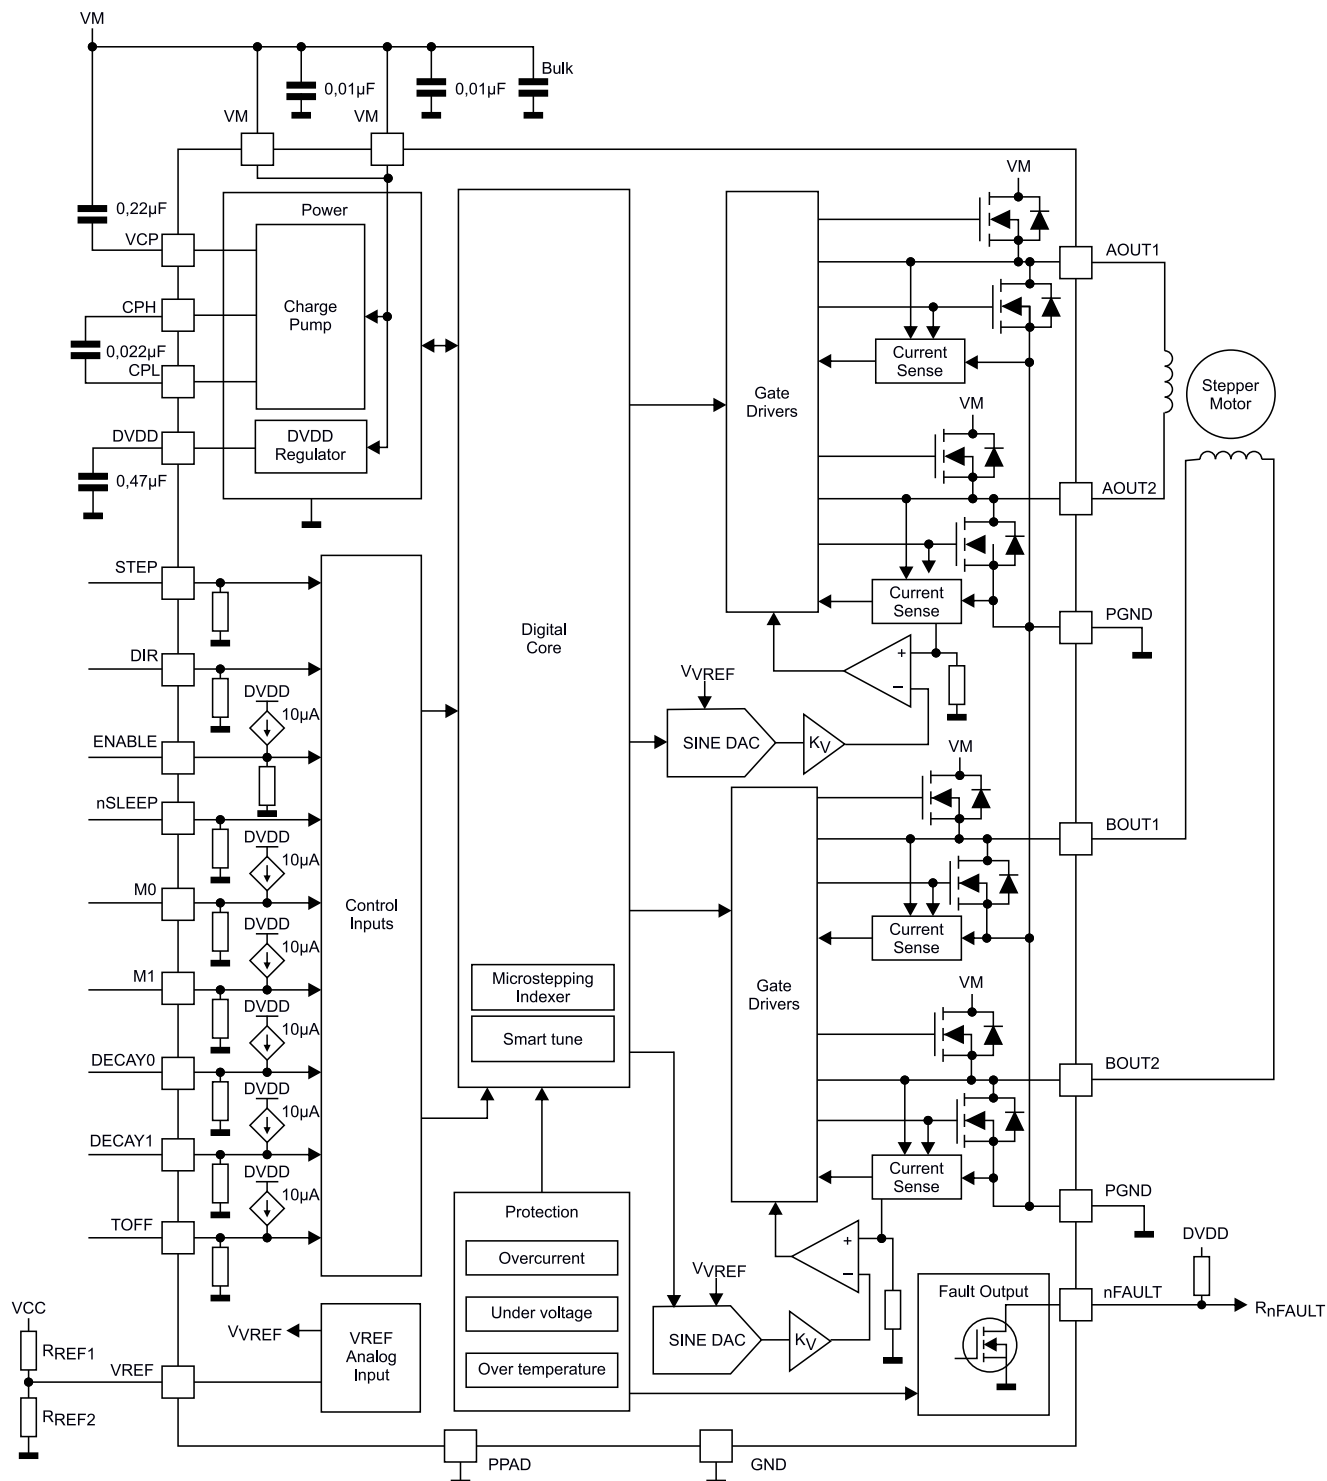 VM
0,01µF
0,01µF
Bulk
VM
VM
0,22µF
VCP
CPH
0,022µF
CPL
DVDD
0,47µF
Power
Charge
Pump
DVDD
Regulator
STEP
DIR
DVDD
10µA
ENABLE
nSLEEP
DVDD
10µA
M0
DVDD
10µA
M1
DVDD
10µA
DECAY0
DVDD
10µA
DECAY1
DVDD
10µA
TOFF
Control
Inputs
VCC
RREF1
VREF
RREF2
VVREF
VREF
Analog
Input
Digital
Core
Microstepping
Indexer
Smart tune
Protection
Overcurrent
Under voltage
Over temperature
PPAD
GND
Gate
Drivers
VM
AOUT1
Current
Sense
VM
AOUT2
Current
Sense
Stepper
Motor
PGND
+
−
VVREF
SINE DAC
KV
VM
BOUT1
Current
Sense
Gate
Drivers
VM
BOUT2
Current
Sense
PGND
+
−
VVREF
SINE DAC
KV
Fault Output
nFAULT
DVDD
RnFAULT